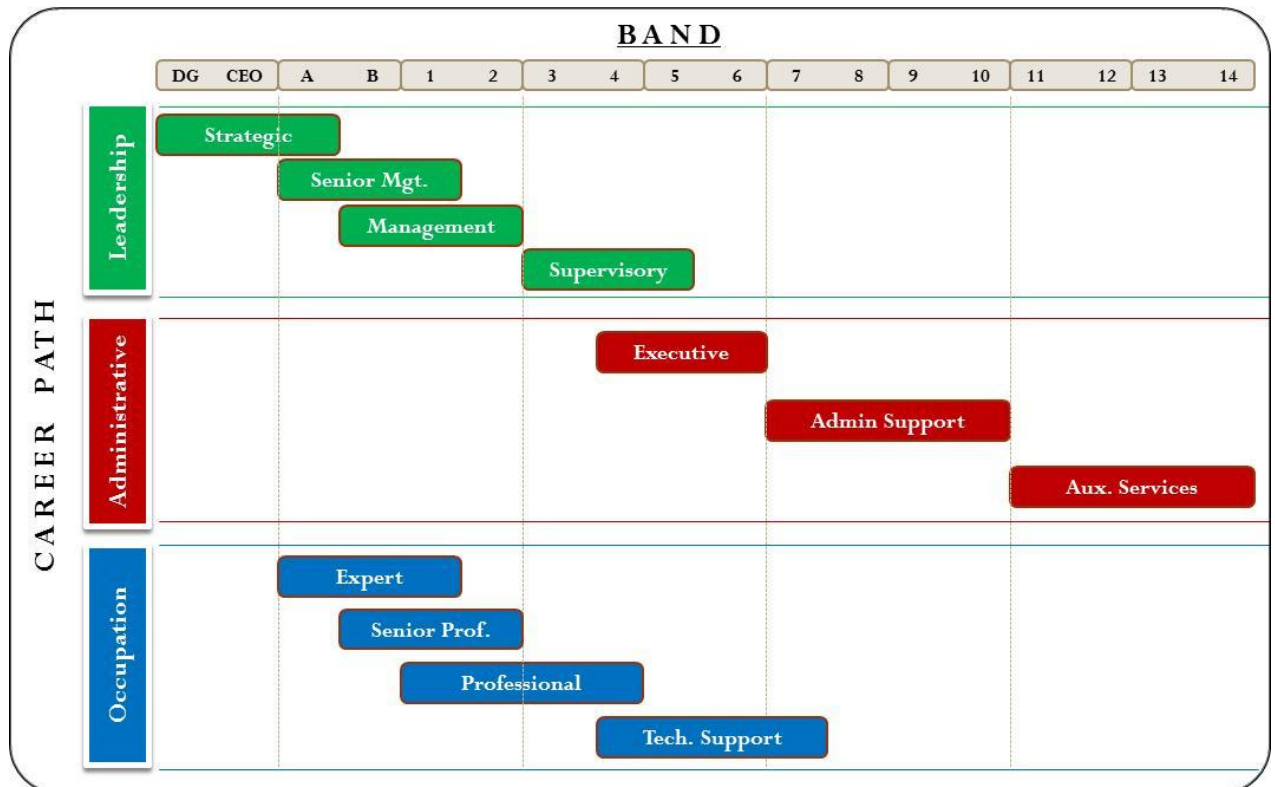 BAND
DG CEO A B 1 2 3 4 5 6 7 8 9 10 11 12 13 14
CAREER PATH
Leadership
Strategic
Senior Mgt.
Management
Supervisory
Administrative
Executive
Admin Support
Aux. Services
Occupation
Expert
Senior Prof.
Professional
Tech. Support